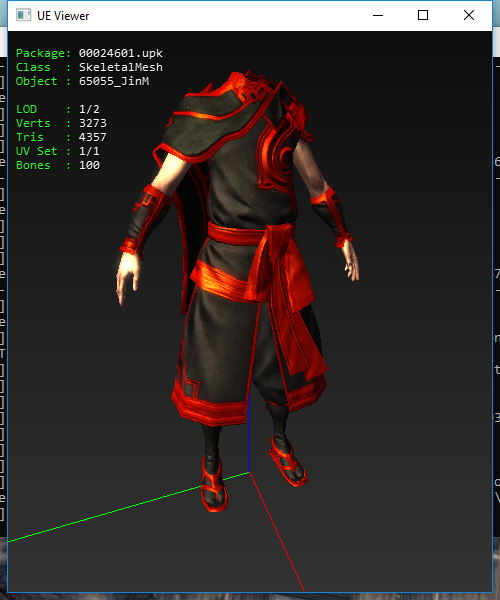 UE Viewer
Package: 00024601.upk
Class : SkeletalMesh
Object : 65055_JinM
LOD : 1/2
Verts : 3273
Tris : 4357
UV Set : 1/1
Bones : 100